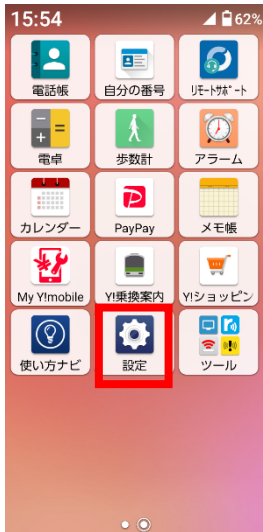 15:54 62%
電話帳 自分の番号 ﾘﾓｰﾄｻﾎﾟｰﾄ
電卓 歩数計 アラーム
カレンダー PayPay メモ帳
My Y!mobile Y!乗換案内 Y!ショッピン
使い方ナビ 設定 ツール